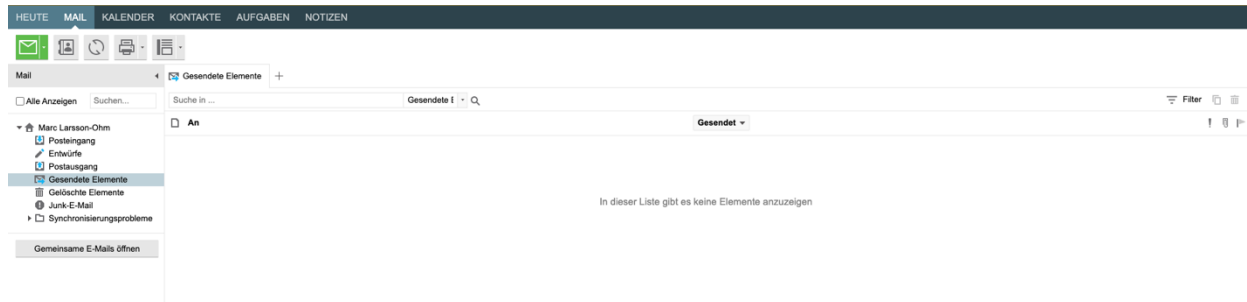 HEUTE MAIL KALENDER KONTAKTE AUFGABEN NOTIZEN
Mail
Gesendete Elemente
Alle Anzeigen Suchen...
Suche in ... Gesendete E
Filter
An Gesendet
Marc Larsson-Ohm
Posteingang
Entwürfe
Postausgang
Gesendete Elemente
Gelöschte Elemente
Junk-E-Mail
Synchronisierungsprobleme
Gemeinsame E-Mails öffnen
In dieser Liste gibt es keine Elemente anzuzeigen